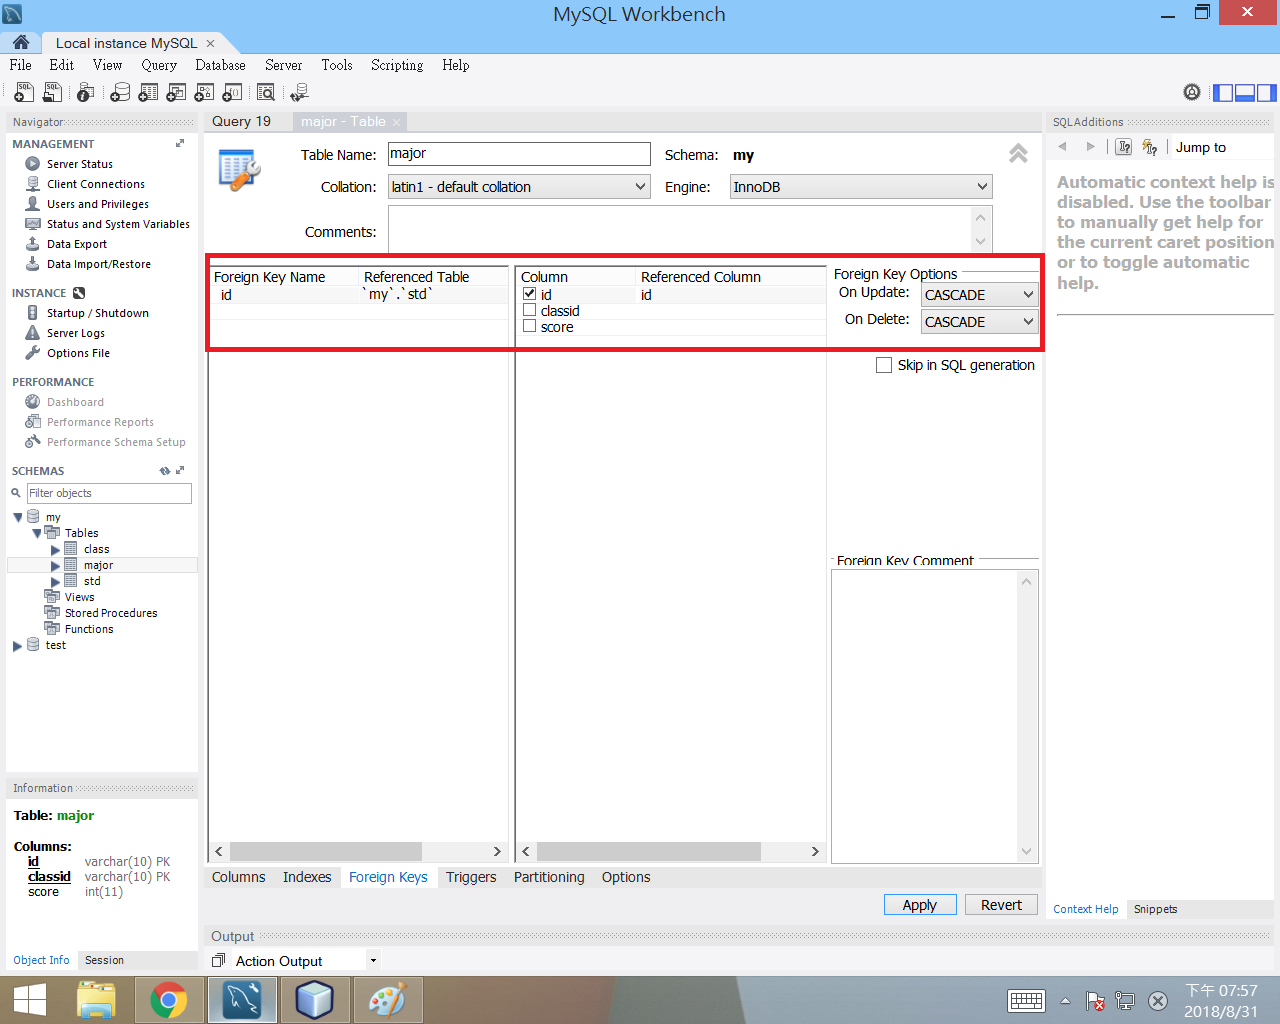 MySQL Workbench
Local instance MySQL
File Edit View Query Database Server Tools Scripting Help
Navigator
MANAGEMENT
Server Status
Client Connections
Users and Privileges
Status and System Variables
Data Export
Data Import/Restore
INSTANCE
Startup / Shutdown
Server Logs
Options File
PERFORMANCE
Dashboard
Performance Reports
Performance Schema Setup
SCHEMAS
Filter objects
my
Tables
class
major
std
Views
Stored Procedures
Functions
test
Information
Table: major
Columns:
id varchar(10) PK
classid varchar(10) PK
score int(11)
Object Info Session
Query 19 major - Table
Table Name: major Schema: my
Collation: latin1 - default collation Engine: InnoDB
Comments:
Foreign Key Name Referenced Table Column Referenced Column
id `my`.`std` id id
classid
score
Foreign Key Options
On Update: CASCADE
On Delete: CASCADE
Skip in SQL generation
Foreign Key Comment
Columns Indexes Foreign Keys Triggers Partitioning Options
Apply Revert
Output
Action Output
SQLAdditions
Jump to
Automatic context help is
disabled. Use the toolbar
to manually get help for
the current caret position
or to toggle automatic
help.
Context Help Snippets
下午 07:57
2018/8/31